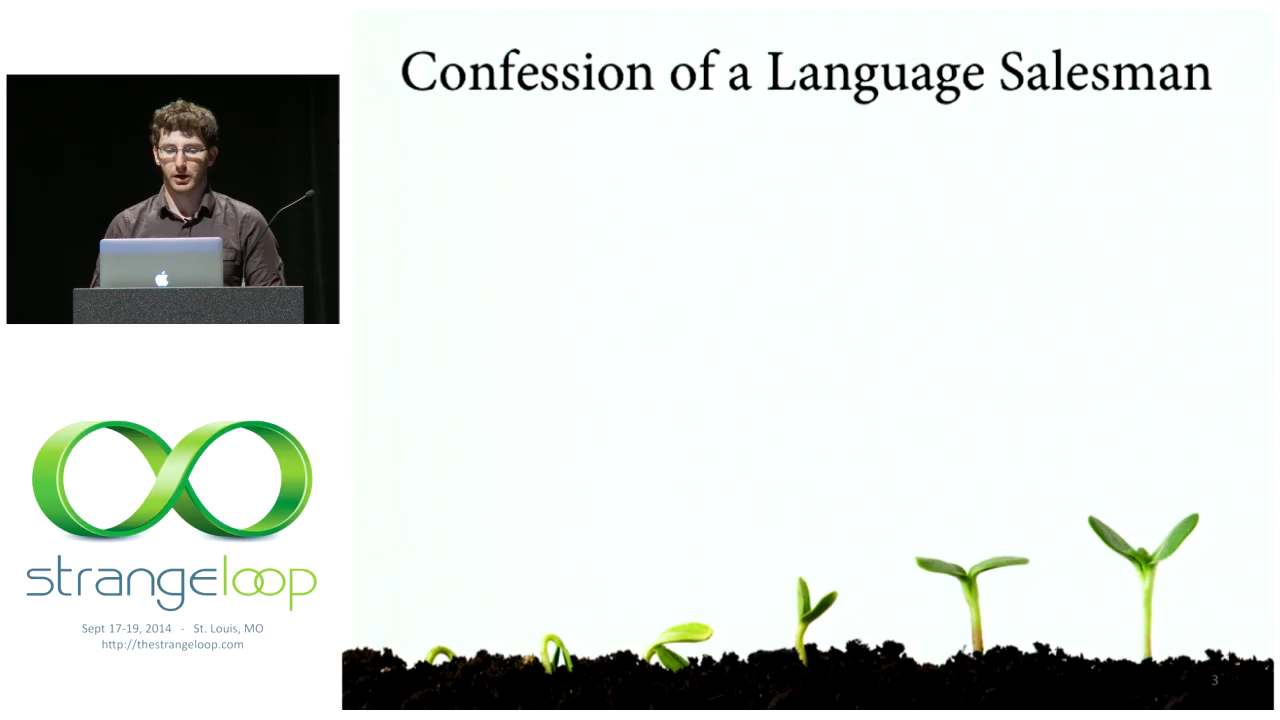 Confession of a Language Salesman
strangeloop
Sept 17-19, 2014 - St. Louis, MO
http://thestrangeloop.com
3